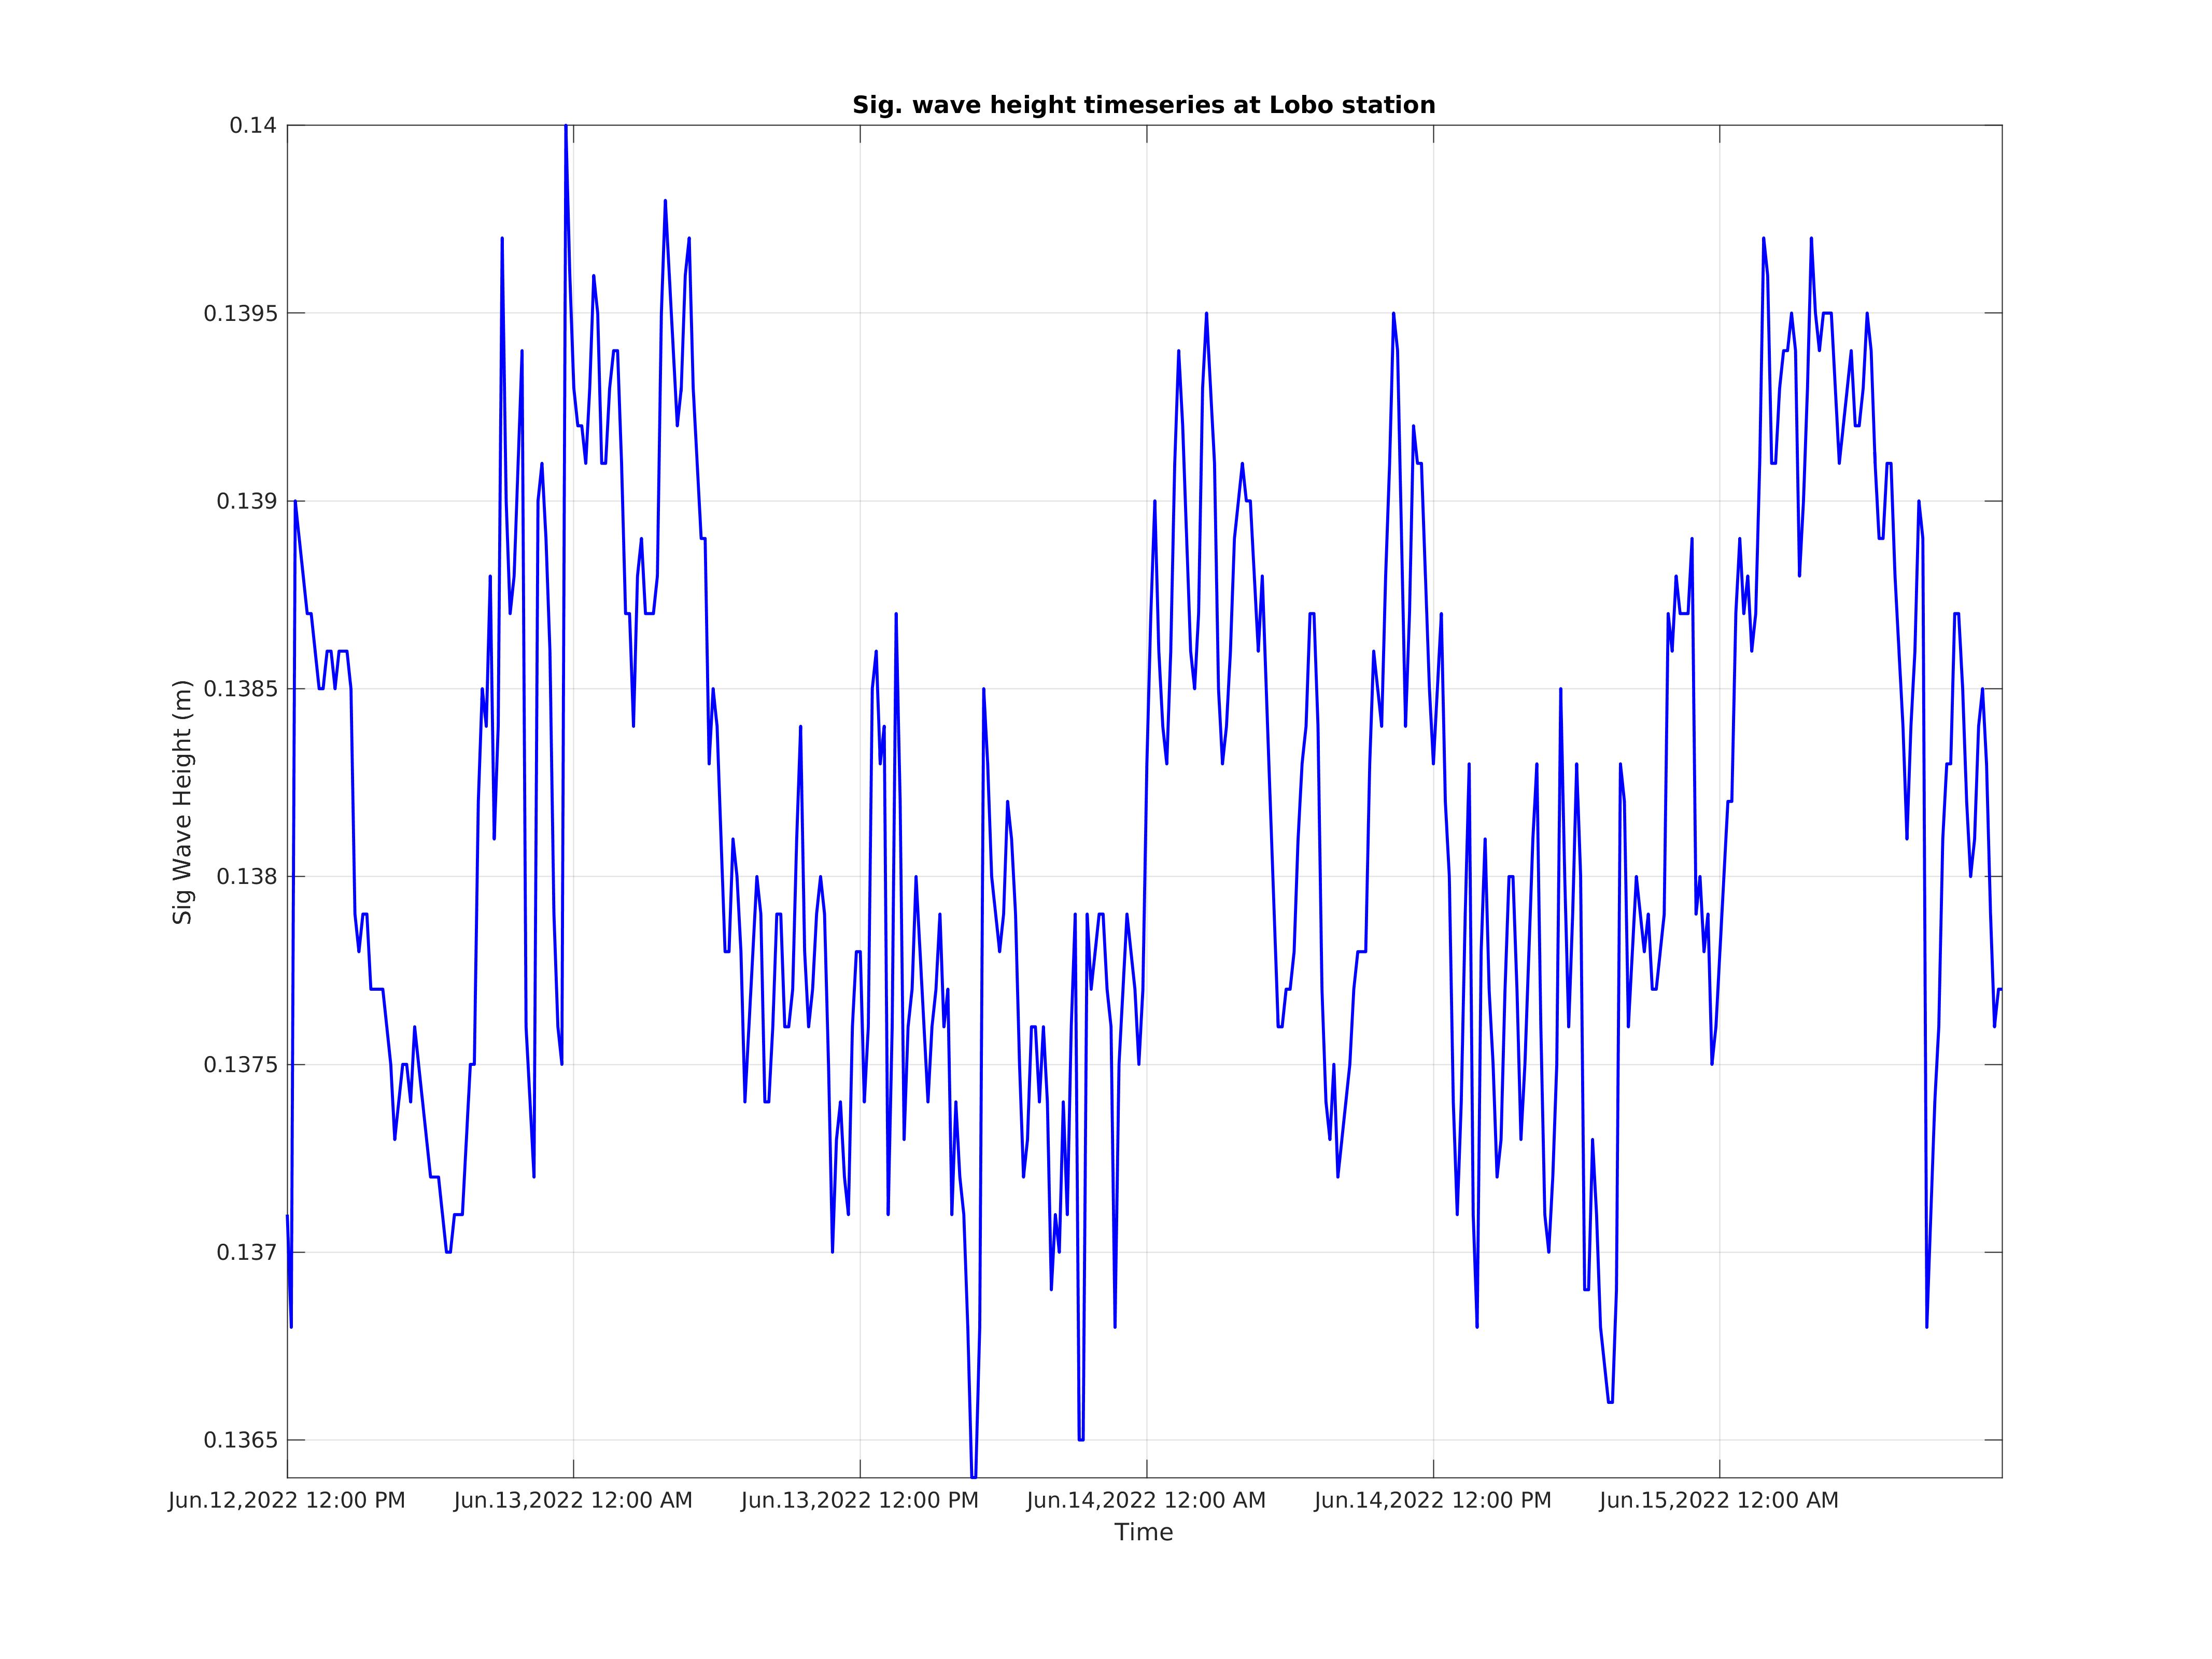 Sig. wave height timeseries at Lobo station
0.14
0.1395
0.139
0.1385
0.138
0.1375
0.137
0.1365
Sig Wave Height (m)
Jun.12,2022 12:00 PM
Jun.13,2022 12:00 AM
Jun.13,2022 12:00 PM
Jun.14,2022 12:00 AM
Jun.14,2022 12:00 PM
Jun.15,2022 12:00 AM
Time